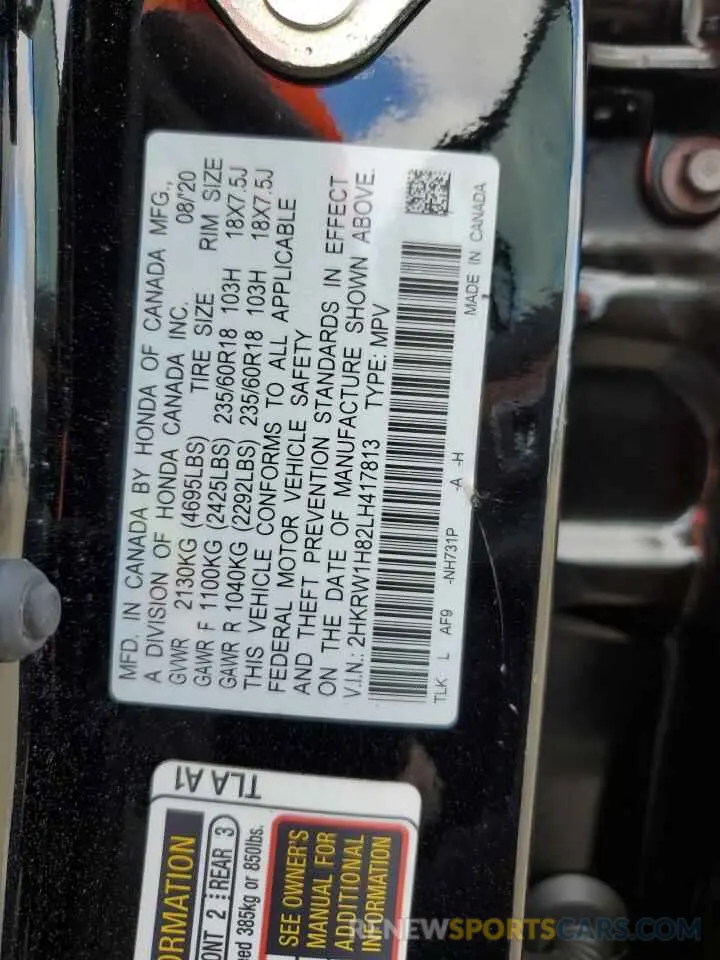 MFD. IN CANADA BY HONDA OF CANADA MFG.,
A DIVISION OF HONDA CANADA INC. 08/20
GVWR 2130KG (4695LBS) TIRE SIZE RIM SIZE
GAWR F 1100KG (2425LBS) 235/60R18 103H 18X7.5J
GAWR R 1040KG (2292LBS) 235/60R18 103H 18X7.5J
THIS VEHICLE CONFORMS TO ALL APPLICABLE
FEDERAL MOTOR VEHICLE SAFETY
AND THEFT PREVENTION STANDARDS IN EFFECT
ON THE DATE OF MANUFACTURE SHOWN ABOVE.
V.I.N.: 2HKRW1H82LH417813 TYPE: MPV
TLK- L AF9 -NH731P -A -H MADE IN CANADA
TLA A1
ORMATION
ONT 2 REAR 3
eed 385kg or 850lbs.
SEE OWNER'S
MANUAL FOR
ADDITIONAL
INFORMATION
RENEWSPORTSCARS.COM